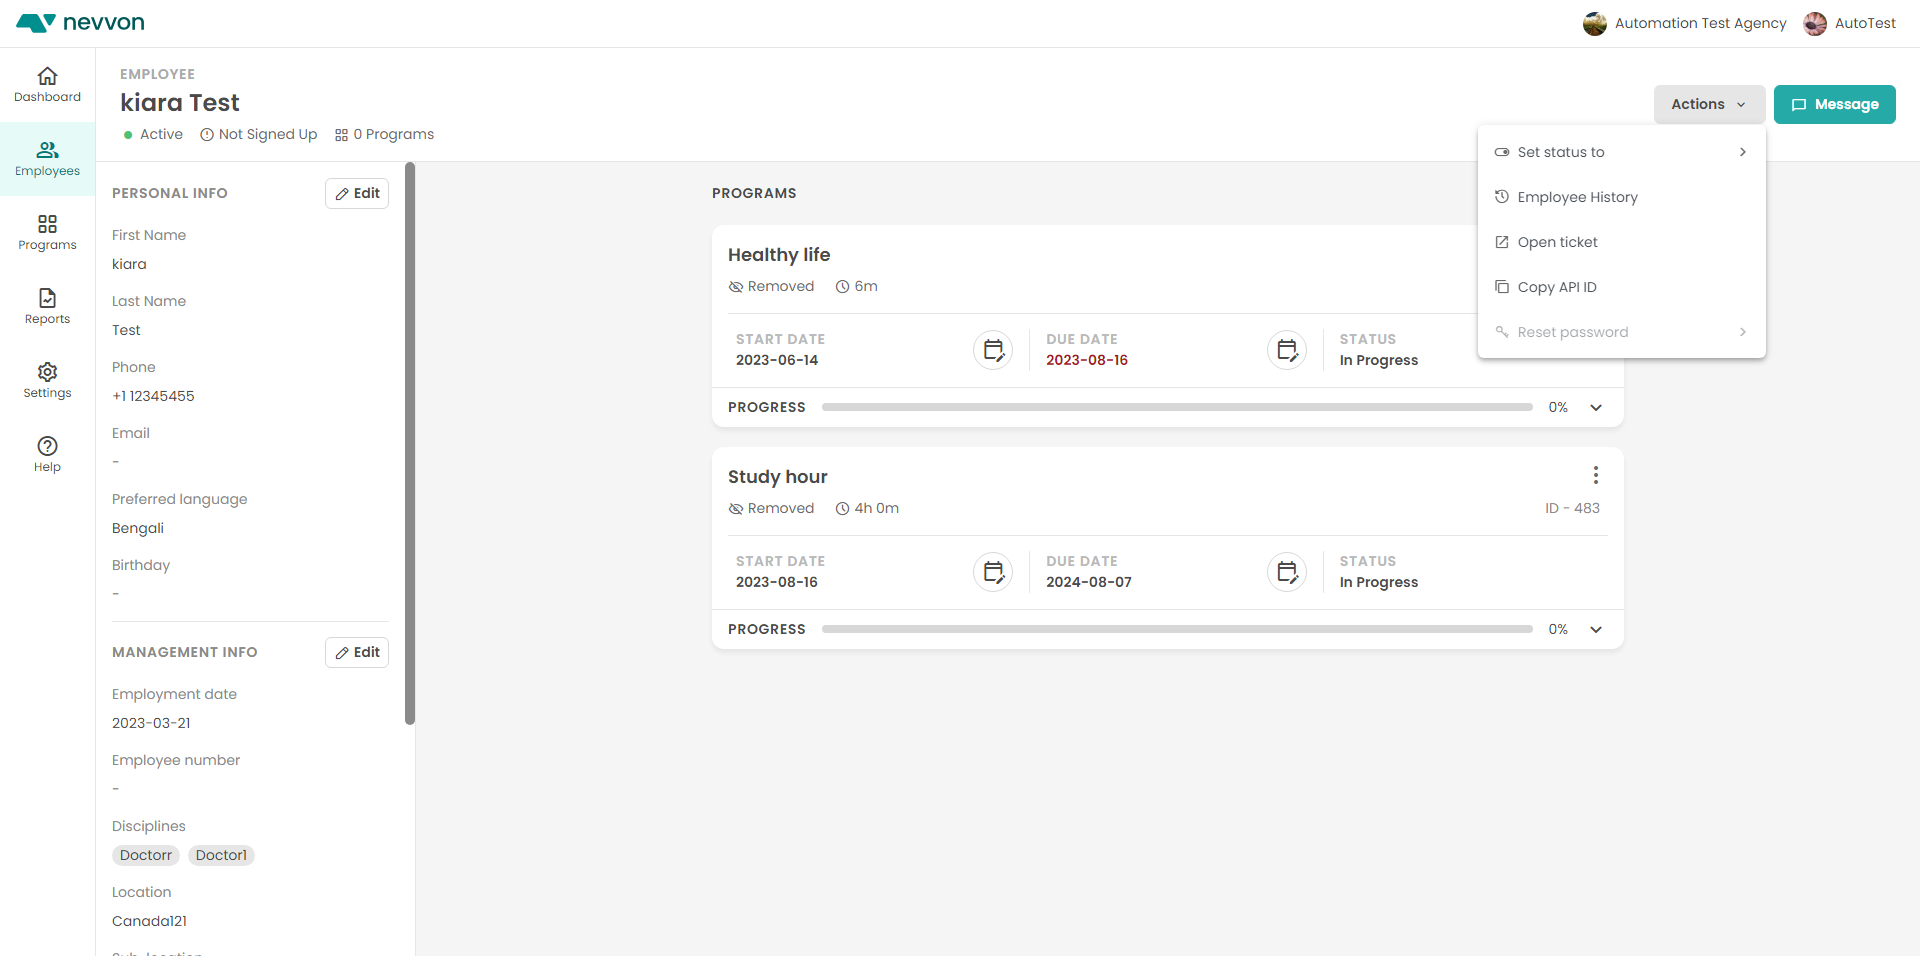 nevvon
Automation Test Agency
AutoTest
Dashboard
Employees
Programs
Reports
Settings
Help
EMPLOYEE
kiara Test
Active
Not Signed Up
0 Programs
Actions
Message
Set status to
Employee History
Open ticket
Copy API ID
Reset password
PERSONAL INFO
Edit
First Name
kiara
Last Name
Test
Phone
+1 12345455
Email
-
Preferred language
Bengali
Birthday
-
MANAGEMENT INFO
Edit
Employment date
2023-03-21
Employee number
-
Disciplines
Doctorr Doctor1
Location
Canada121
PROGRAMS
Healthy life
Removed 6m
START DATE
2023-06-14
DUE DATE
2023-08-16
STATUS
In Progress
PROGRESS 0%
Study hour
Removed 4h 0m
ID - 483
START DATE
2023-08-16
DUE DATE
2024-08-07
STATUS
In Progress
PROGRESS 0%